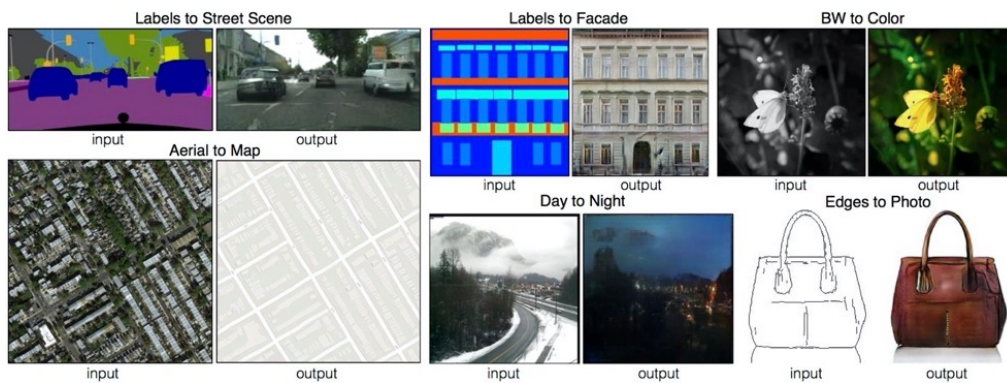 Labels to Street Scene
input
output
Labels to Facade
input
output
BW to Color
input
output
Aerial to Map
input
output
Day to Night
input
output
Edges to Photo
input
output